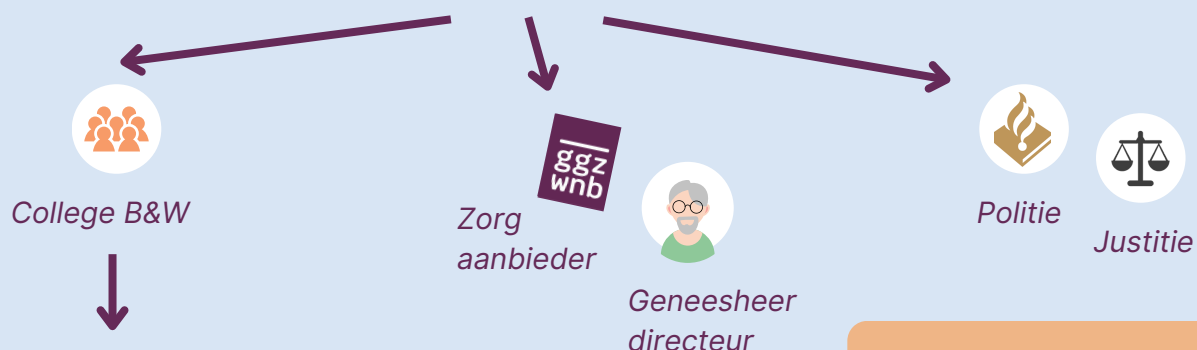 College B&W
ggz
wnb
Zorg
aanbieder
Geneesheer
directeur
Politie
Justitie